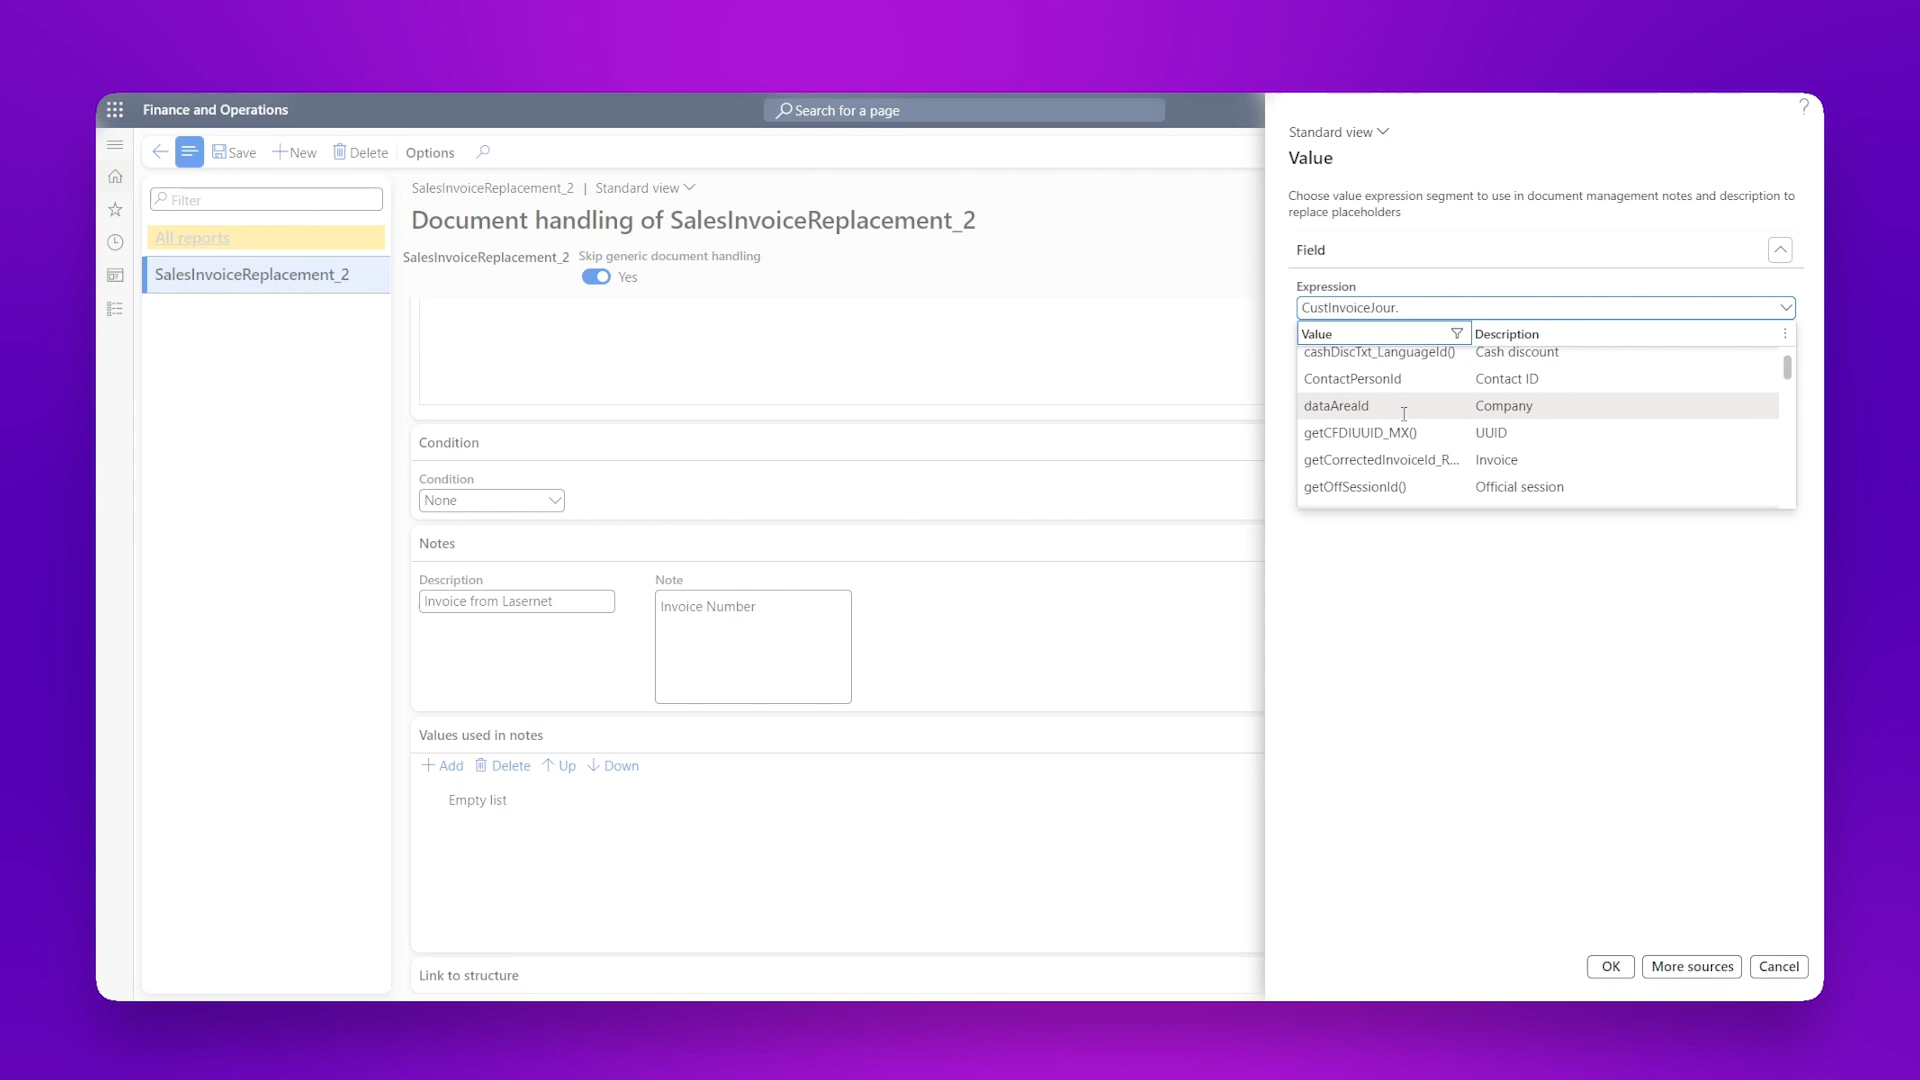 Finance and Operations
Search for a page
?
Save
New
Delete
Options
Filter
All reports
SalesInvoiceReplacement_2
SalesInvoiceReplacement_2 | Standard view
Document handling of SalesInvoiceReplacement_2
SalesInvoiceReplacement_2
Skip generic document handling
Yes
Condition
Condition
None
Notes
Description
Invoice from Lasernet
Note
Invoice Number
Values used in notes
Add
Delete
Up
Down
Empty list
Link to structure
Standard view
Value
Choose value expression segment to use in document management notes and description to
replace placeholders
Field
Expression
CustInvoiceJour.
Value Description
cashDiscTxt_LanguageId() Cash discount
ContactPersonId Contact ID
dataAreaId Company
getCFDIUUID_MX() UUID
getCorrectedInvoiceId_R... Invoice
getOffSessionId() Official session
OK
More sources
Cancel